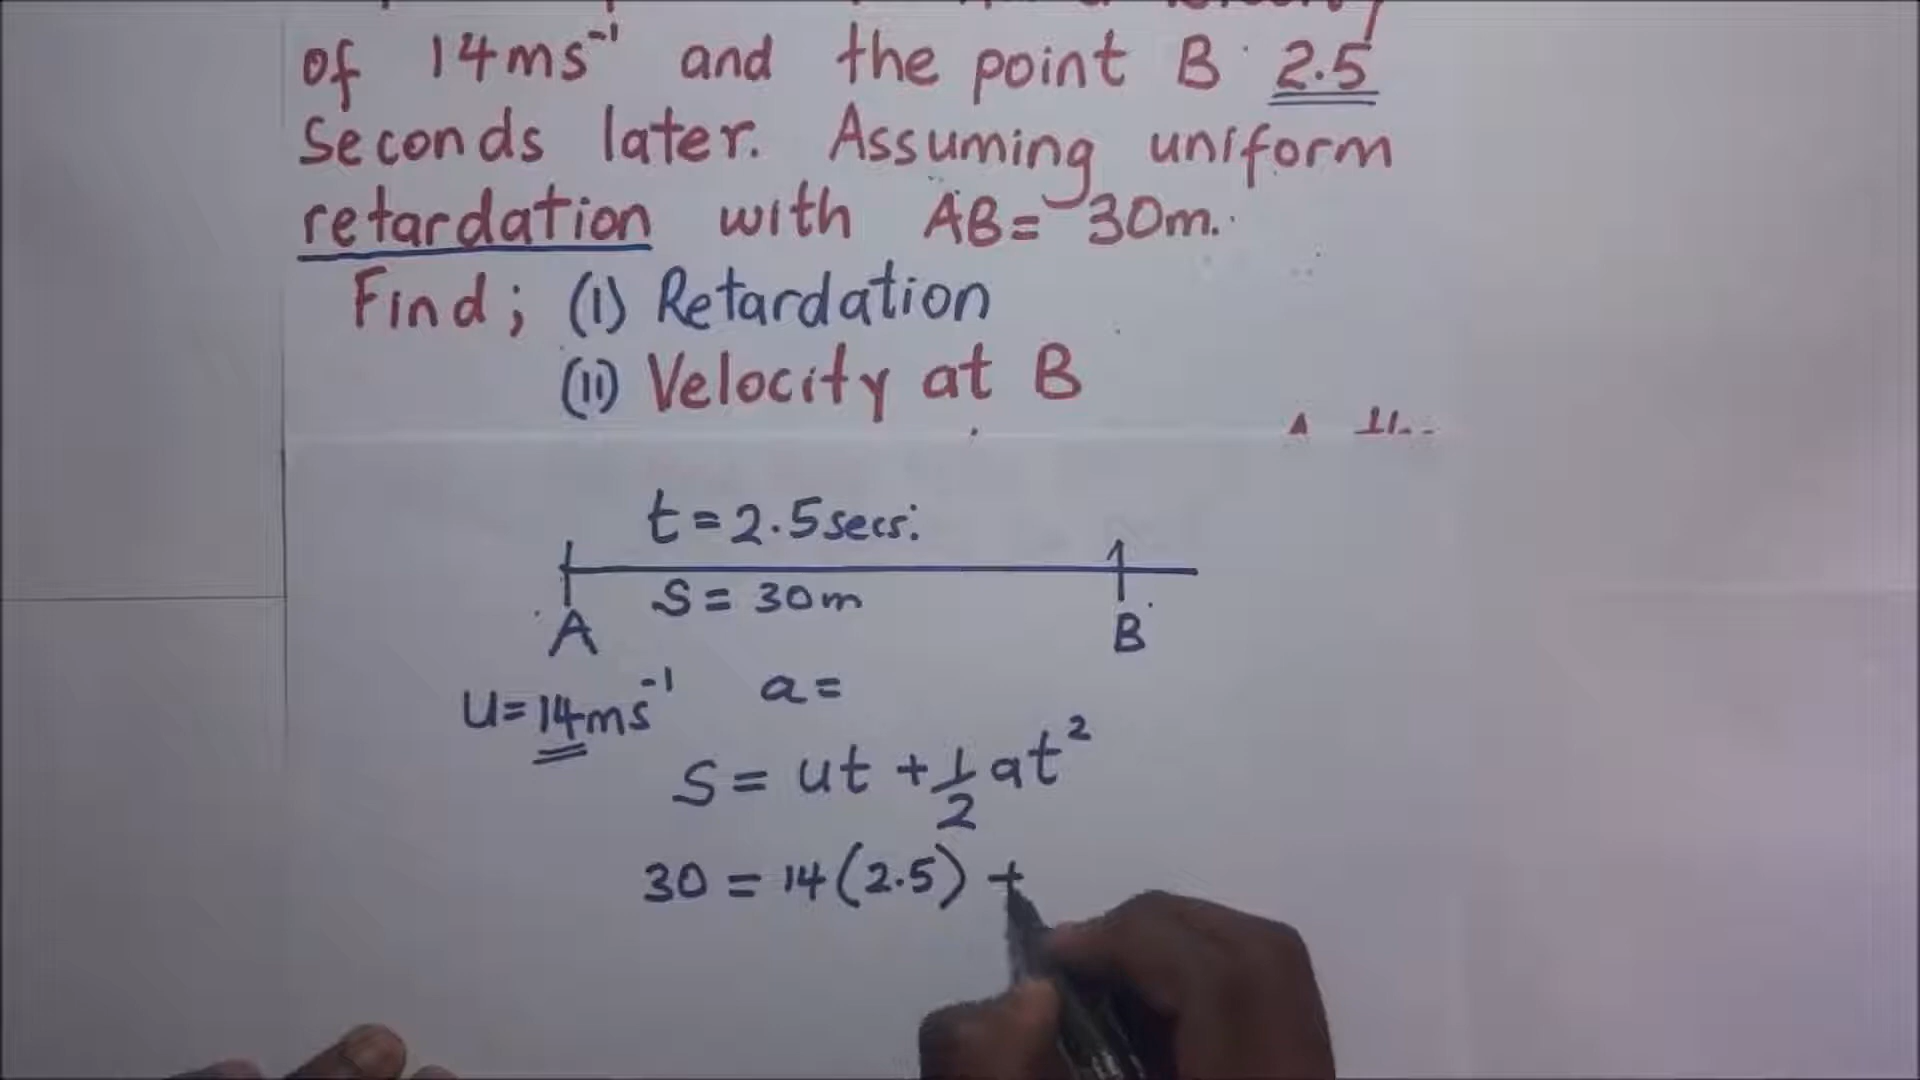 of 14ms⁻¹ and the point B 2.5
Seconds later. Assuming uniform
retardation with AB= 30m.
Find; (I) Retardation
(II) Velocity at B
t=2.5secs.
S= 30m
A B
U=14ms⁻¹ a=
S= ut +1/2 at²
30 = 14(2.5) +